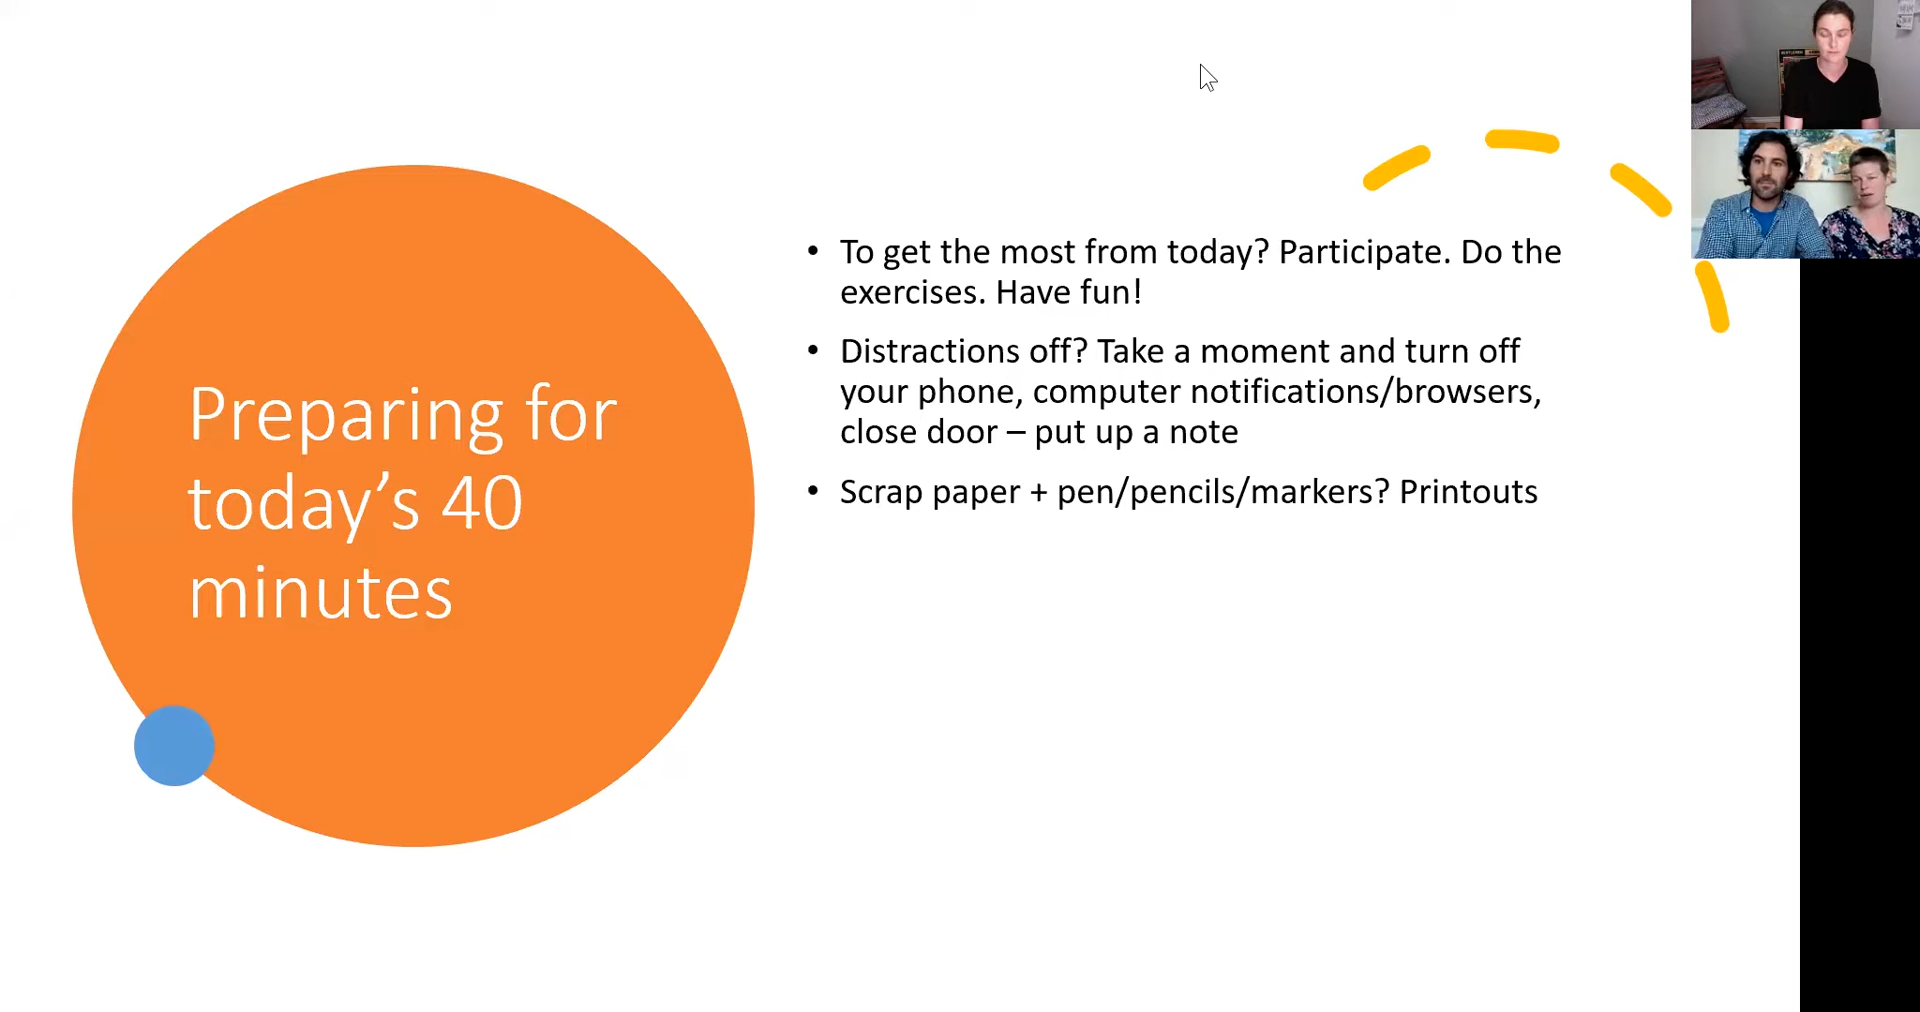 Preparing for
today’s 40
minutes
• To get the most from today? Participate. Do the
exercises. Have fun!
• Distractions off? Take a moment and turn off
your phone, computer notifications/browsers,
close door – put up a note
• Scrap paper + pen/pencils/markers? Printouts